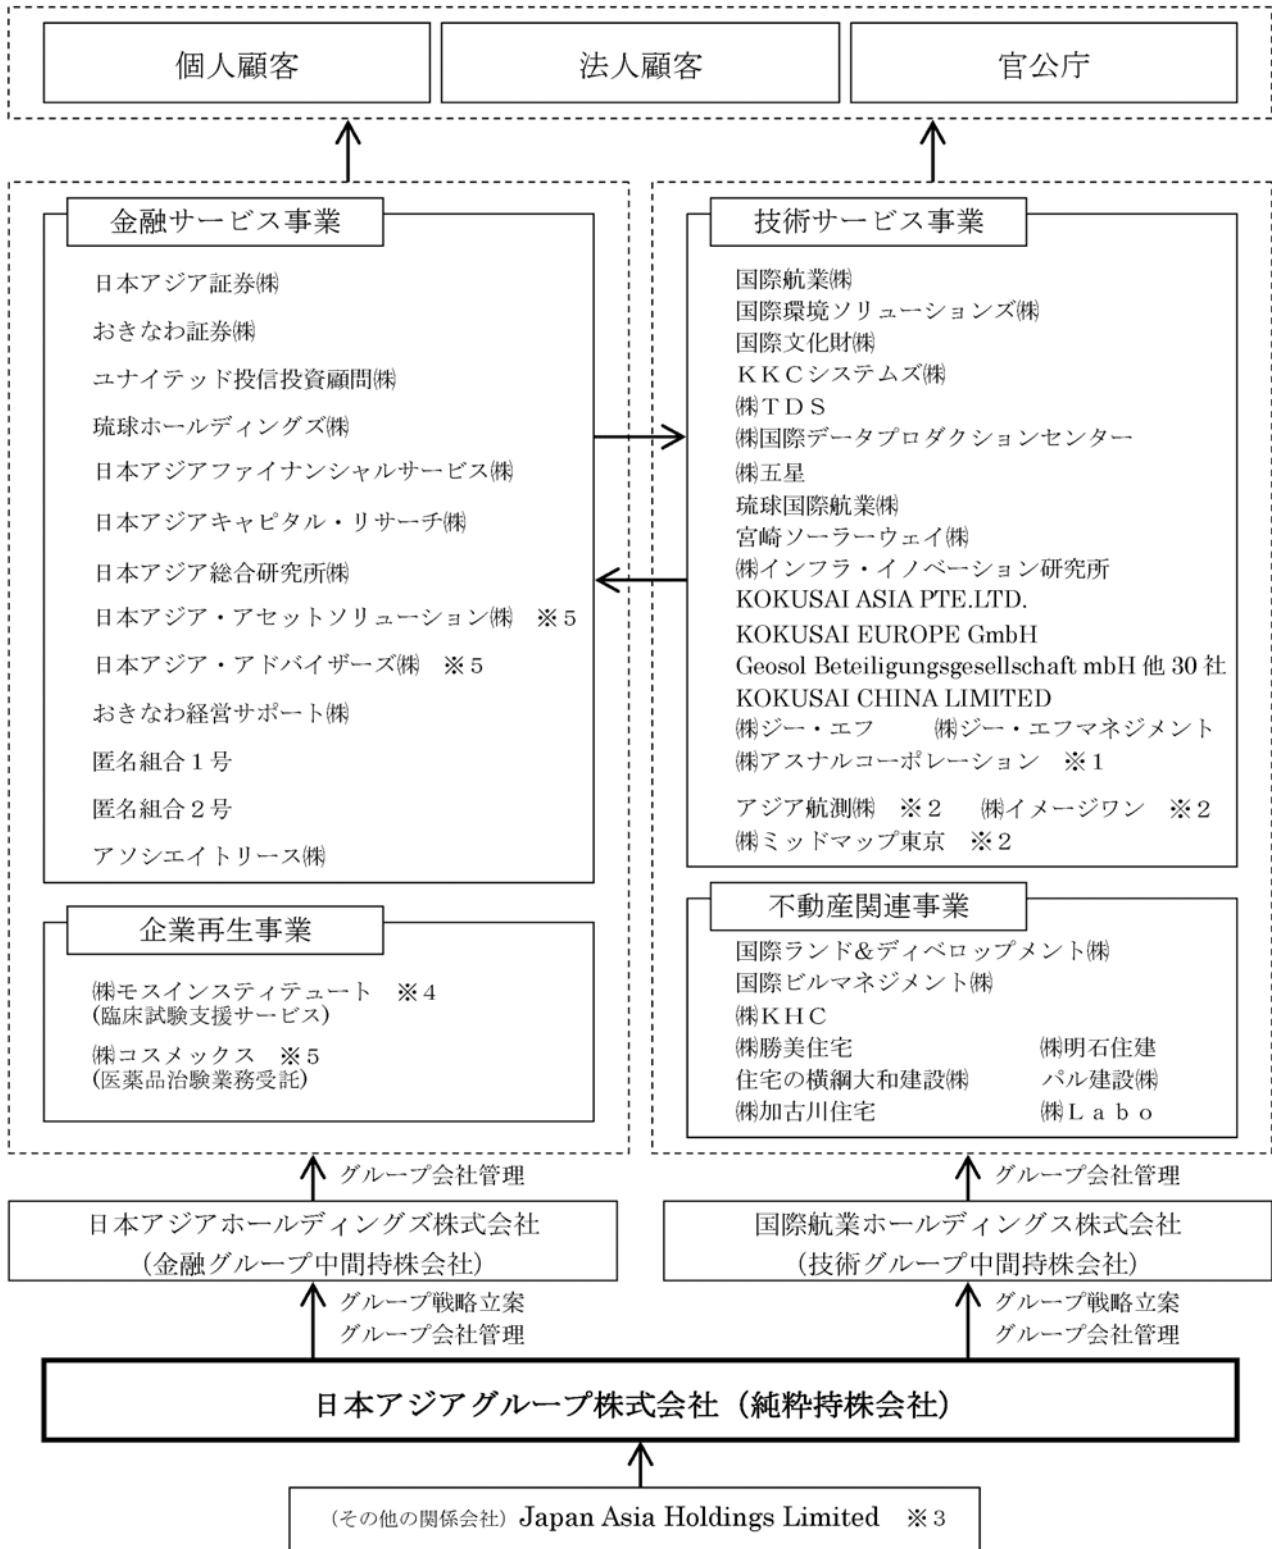 個人顧客
法人顧客
官公庁
金融サービス事業
日本アジア証券㈱
おきなわ証券㈱
ユナイテッド投信投資顧問㈱
琉球ホールディングズ㈱
日本アジアファイナンシャルサービス㈱
日本アジアキャピタル・リサーチ㈱
日本アジア総合研究所㈱
日本アジア・アセットソリューション㈱ ※5
日本アジア・アドバイザーズ㈱ ※5
おきなわ経営サポート㈱
匿名組合1号
匿名組合2号
アソシエイトリース㈱
企業再生事業
㈱モスインスティテュート ※4
(臨床試験支援サービス)
㈱コスメックス ※5
(医薬品治験業務受託)
技術サービス事業
国際航業㈱
国際環境ソリューションズ㈱
国際文化財㈱
KKCシステムズ㈱
㈱TDS
㈱国際データプロダクションセンター
㈱五星
琉球国際航業㈱
宮崎ソーラーウェイ㈱
㈱インフラ・イノベーション研究所
KOKUSAI ASIA PTE.LTD.
KOKUSAI EUROPE GmbH
Geosol Beteiligungsgesellschaft mbH 他 30 社
KOKUSAI CHINA LIMITED
㈱ジー・エフ ㈱ジー・エフマネジメント
㈱アスナルコーポレーション ※1
アジア航測㈱ ※2 ㈱イメージワン ※2
㈱ミッドマップ東京 ※2
不動産関連事業
国際ランド&ディベロップメント㈱
国際ビルマネジメント㈱
㈱KHC
㈱勝美住宅 ㈱明石住建
住宅の横綱大和建設㈱ パル建設㈱
㈱加古川住宅 ㈱Labo
グループ会社管理
グループ会社管理
日本アジアホールディングズ株式会社
(金融グループ中間持株会社)
国際航業ホールディングス株式会社
(技術グループ中間持株会社)
グループ戦略立案
グループ会社管理
グループ戦略立案
グループ会社管理
日本アジアグループ株式会社(純粋持株会社)
(その他の関係会社) Japan Asia Holdings Limited ※3